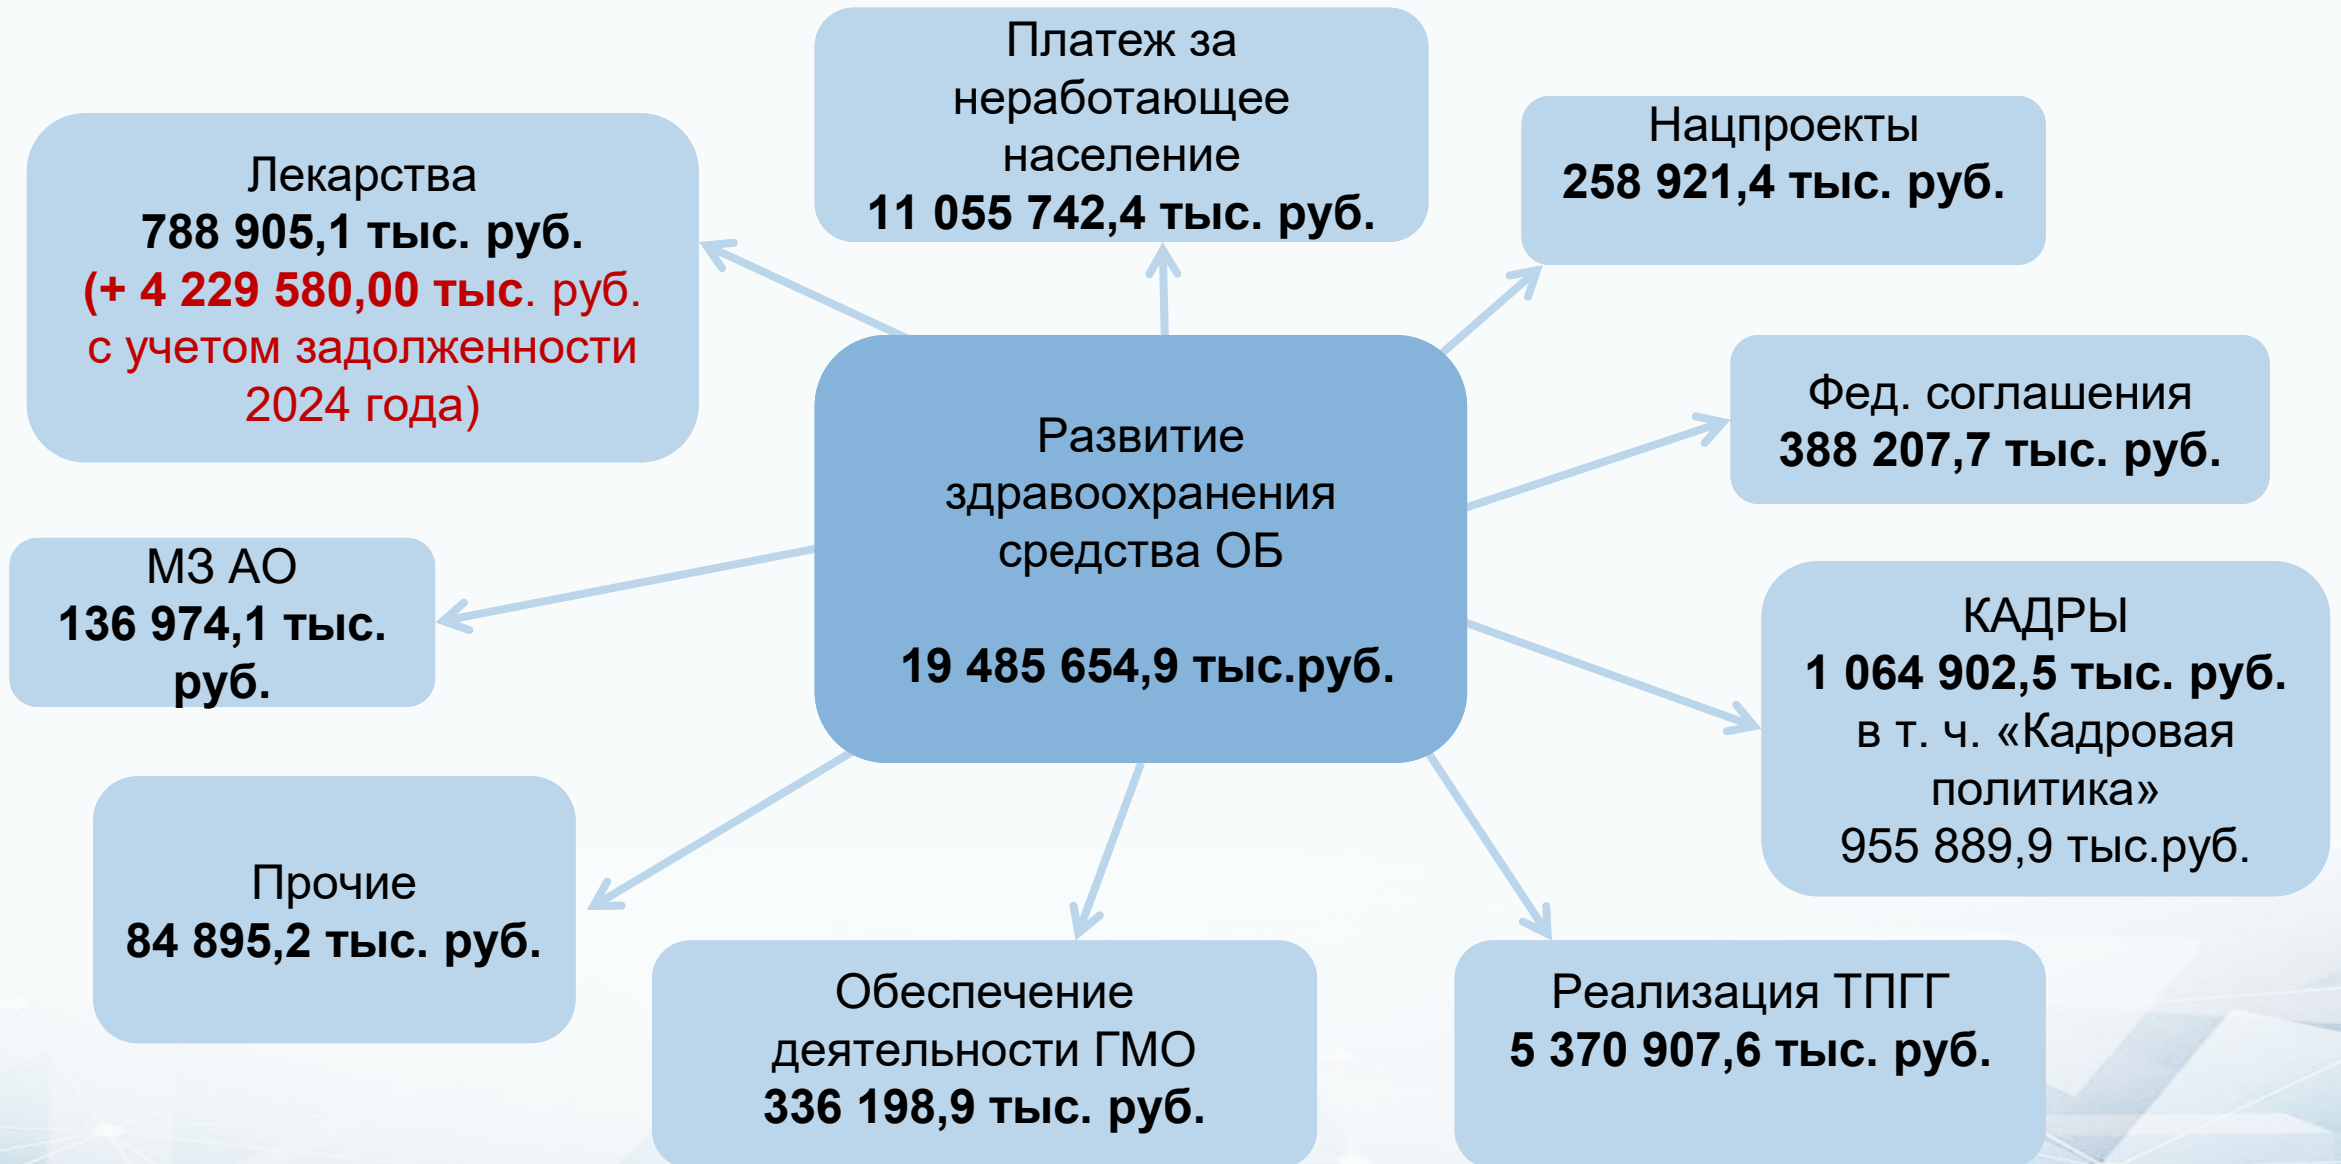 Платеж за
неработающее
население
11 055 742,4 тыс. руб.
Нацпроекты
258 921,4 тыс. руб.
Лекарства
788 905,1 тыс. руб.
(+ 4 229 580,00 тыс. руб.
с учетом задолженности
2024 года)
Фед. соглашения
388 207,7 тыс. руб.
Развитие
здравоохранения
средства ОБ
19 485 654,9 тыс.руб.
МЗ АО
136 974,1 тыс.
руб.
КАДРЫ
1 064 902,5 тыс. руб.
в т. ч. «Кадровая
политика»
955 889,9 тыс.руб.
Прочие
84 895,2 тыс. руб.
Обеспечение
деятельности ГМО
336 198,9 тыс. руб.
Реализация ТПГГ
5 370 907,6 тыс. руб.